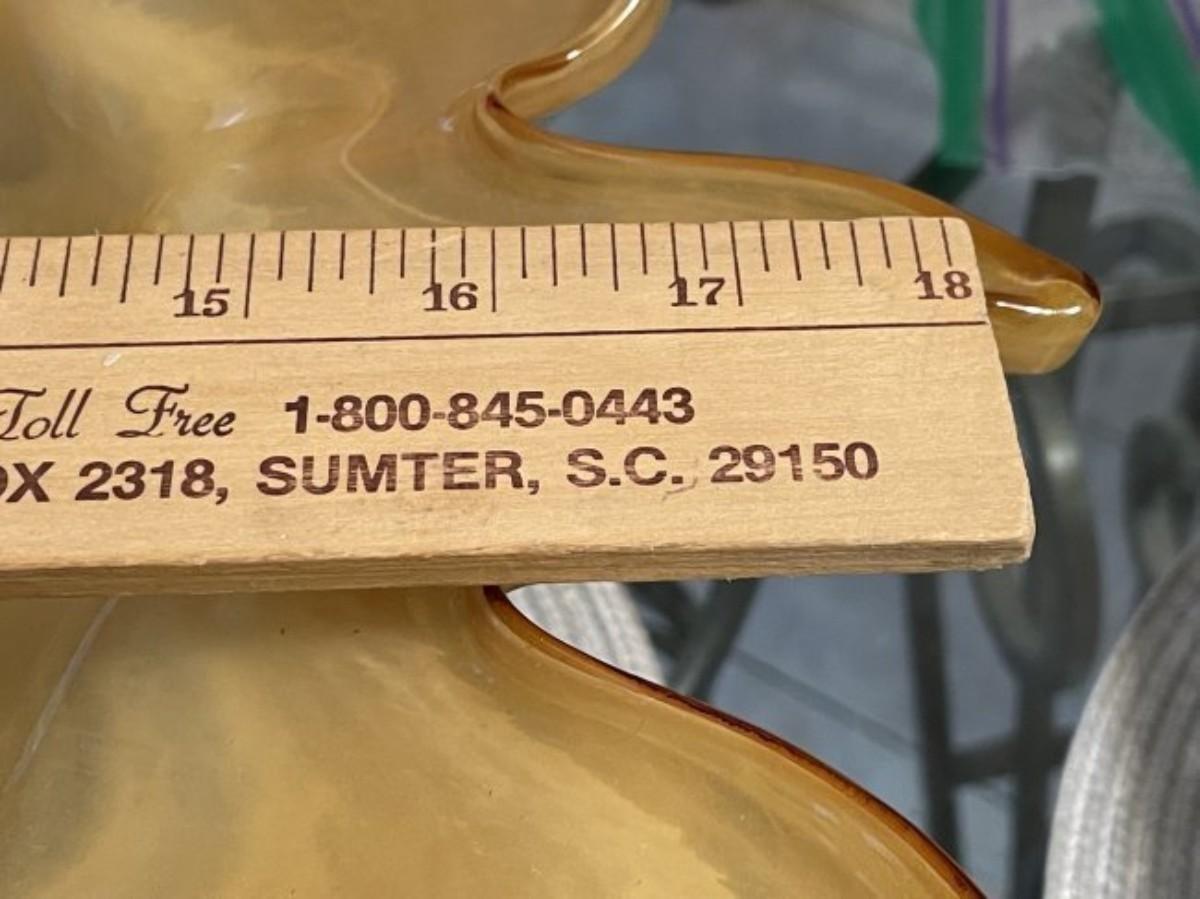 15 16 17 18
Toll Free 1-800-845-0443
OX 2318, SUMTER, S.C. 29150